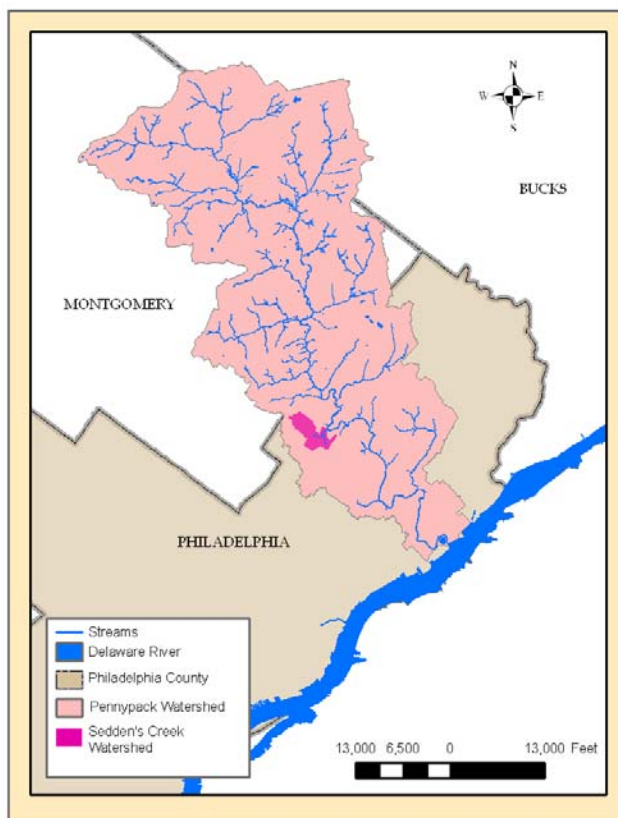 N
W E
S
BUCKS
MONTGOMERY
PHILADELPHIA
Streams
Delaware River
Philadelphia County
Pennypack Watershed
Sedden's Creek
Watershed
13,000 6,500 0 13,000 Feet